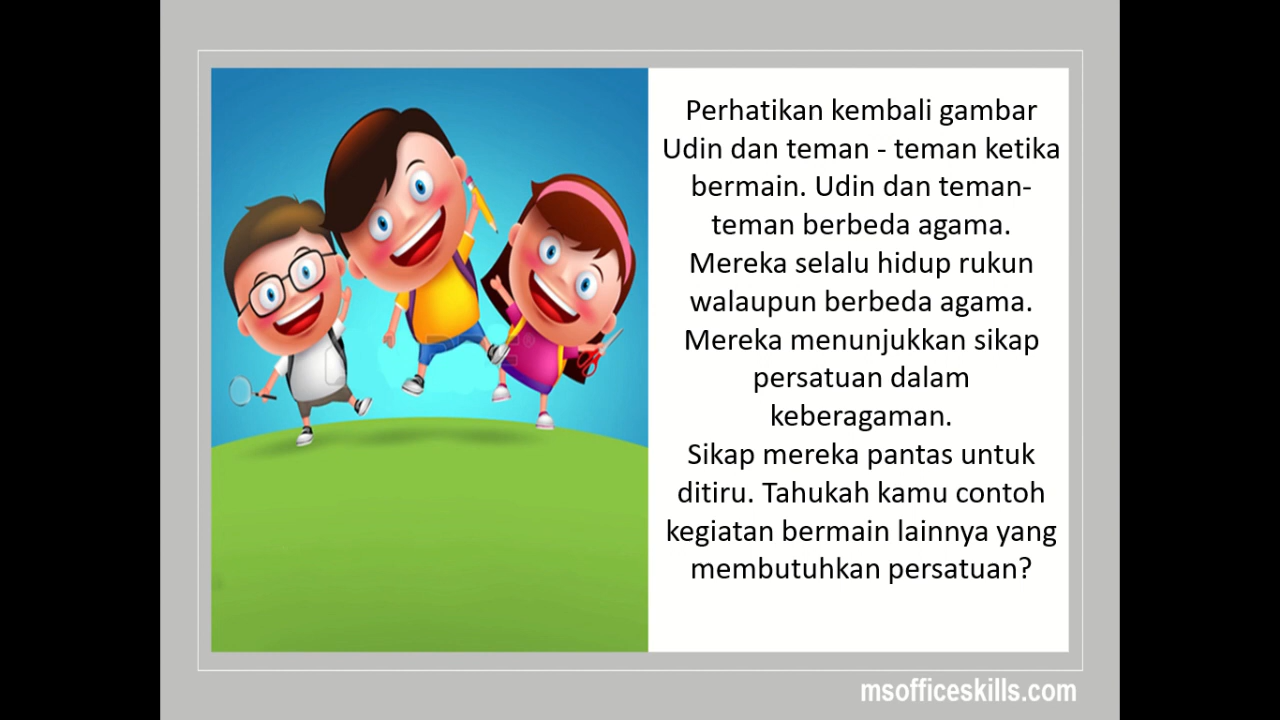 Perhatikan kembali gambar
Udin dan teman - teman ketika
bermain. Udin dan teman-
teman berbeda agama.
Mereka selalu hidup rukun
walaupun berbeda agama.
Mereka menunjukkan sikap
persatuan dalam
keberagaman.
Sikap mereka pantas untuk
ditiru. Tahukah kamu contoh
kegiatan bermain lainnya yang
membutuhkan persatuan?
msofficeskills.com